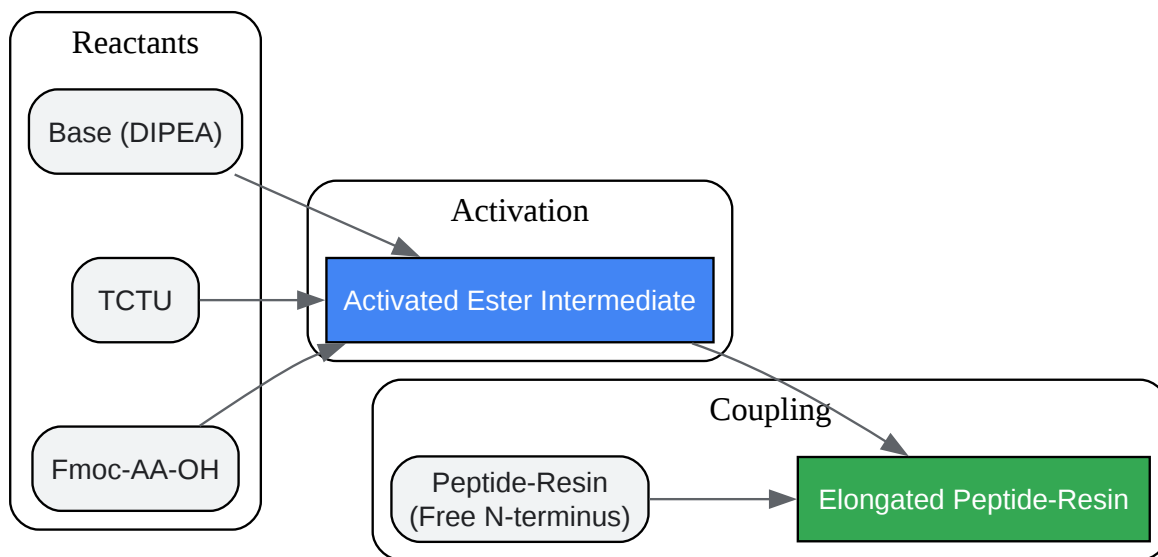 Reactants
Base (DIPEA)
TCTU
Fmoc-AA-OH
Activation
Activated Ester Intermediate
Coupling
Peptide-Resin
(Free N-terminus)
Elongated Peptide-Resin